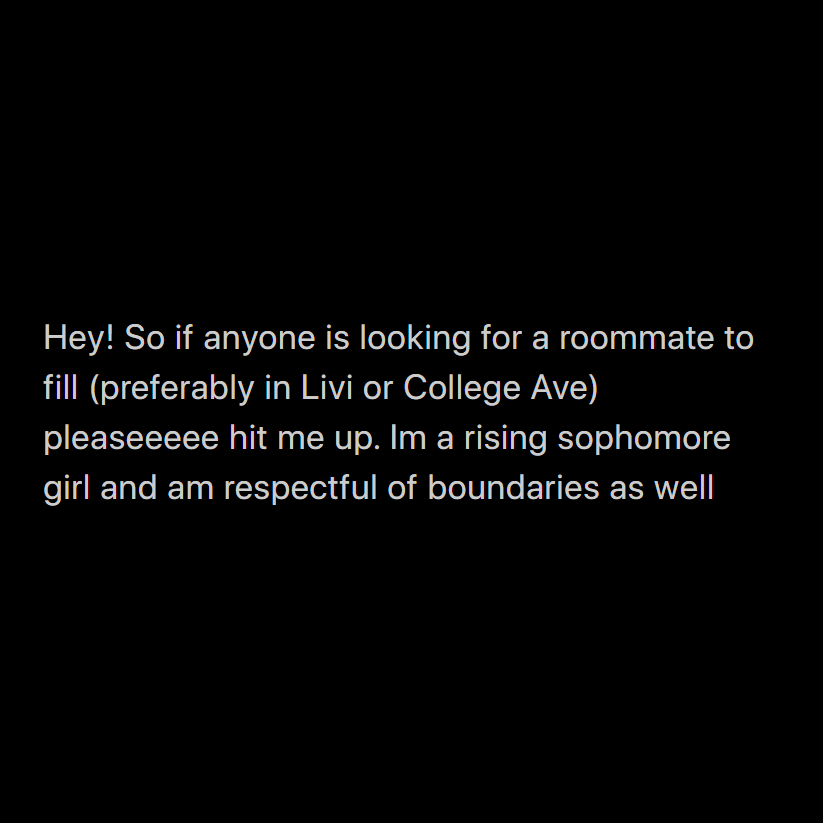 Hey! So if anyone is looking for a roommate to
fill (preferably in Livi or College Ave)
pleaseeeee hit me up. Im a rising sophomore
girl and am respectful of boundaries as well